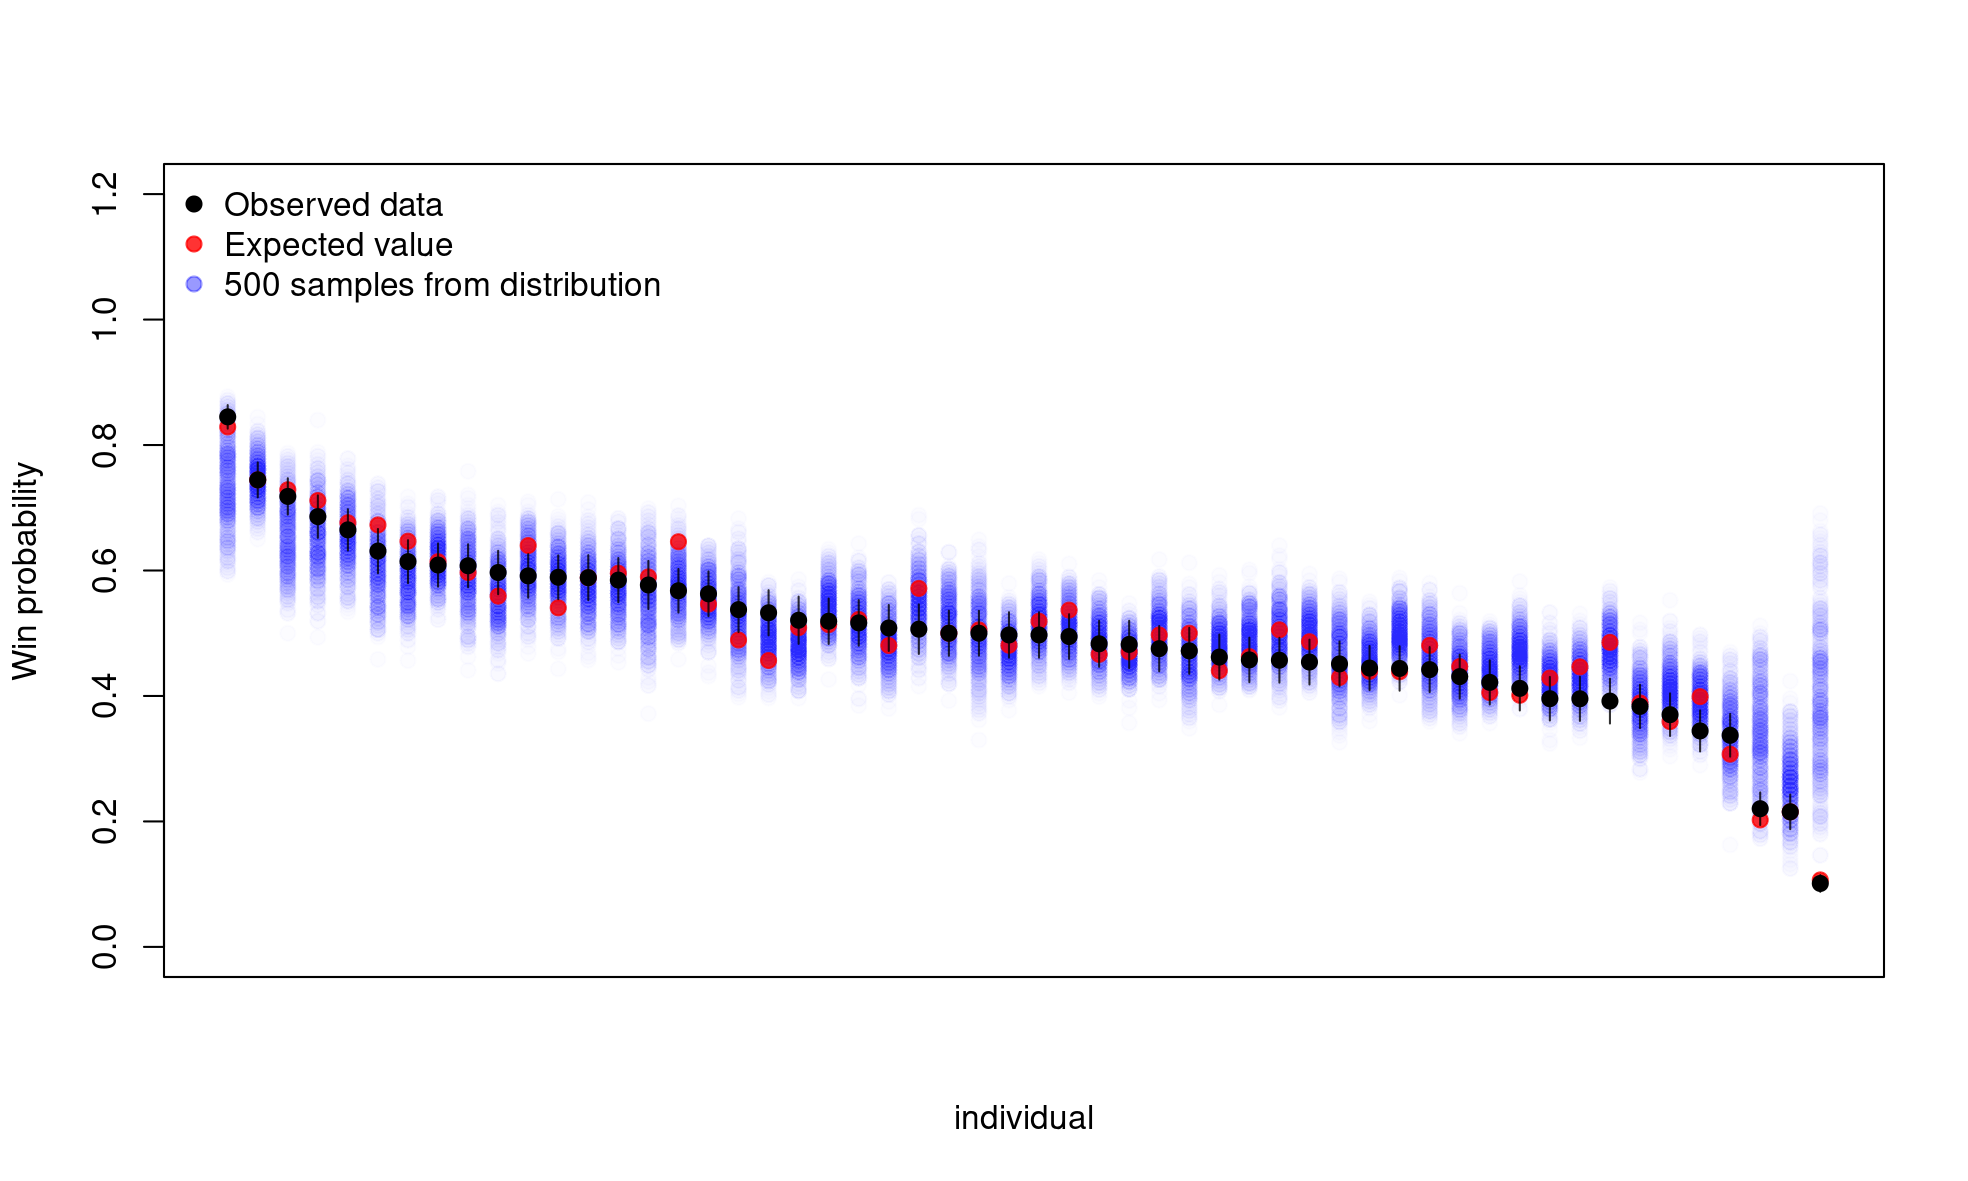 Observed data
Expected value
500 samples from distribution
1.2
1.0
0.8
0.6
0.4
0.2
0.0
Win probability
individual